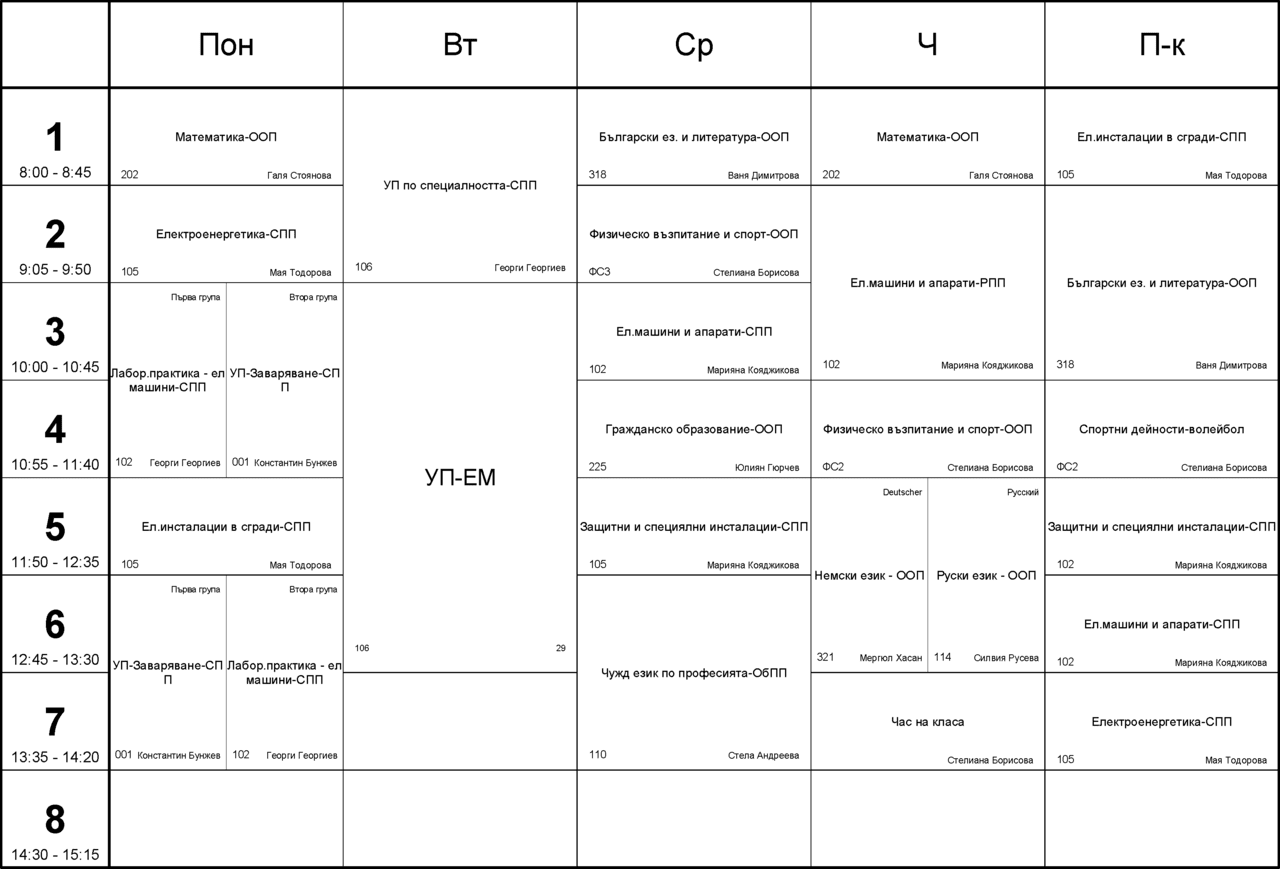 Пон Вт Ср Ч П-к
1
8:00 - 8:45
Математика-ООП
202 Галя Стоянова
УП по специалността-СПП
106 Георги Георгиев
Български ез. и литература-ООП
318 Ваня Димитрова
Математика-ООП
202 Галя Стоянова
Ел.инсталации в сгради-СПП
105 Мая Тодорова
2
9:05 - 9:50
Електроенергетика-СПП
105 Мая Тодорова
Физическо възпитание и спорт-ООП
ФС3 Стелиана Борисова
Ел.машини и апарати-РПП
102 Марияна Кояджикова
Български ез. и литература-ООП
318 Ваня Димитрова
3
10:00 - 10:45
Първа група
Лабор.практика - ел
машини-СПП
102 Георги Георгиев
Втора група
УП-Заваряване-СП
П
001 Константин Бунжев
УП-ЕМ
106 29
Ел.машини и апарати-СПП
102 Марияна Кояджикова
4
10:55 - 11:40
Гражданско образование-ООП
225 Юлиян Гюрчев
Физическо възпитание и спорт-ООП
ФС2 Стелиана Борисова
Спортни дейности-волейбол
ФС2 Стелиана Борисова
5
11:50 - 12:35
Ел.инсталации в сгради-СПП
105 Мая Тодорова
Защитни и специялни инсталации-СПП
105 Марияна Кояджикова
Deutscher
Немски език - ООП
321 Мергюл Хасан
Русский
Руски език - ООП
114 Силвия Русева
Защитни и специялни инсталации-СПП
102 Марияна Кояджикова
6
12:45 - 13:30
Първа група
УП-Заваряване-СП
П
001 Константин Бунжев
Втора група
Лабор.практика - ел
машини-СПП
102 Георги Георгиев
Чужд език по професията-ОбПП
110 Стела Андреева
Ел.машини и апарати-СПП
102 Марияна Кояджикова
7
13:35 - 14:20
Час на класа
Стелиана Борисова
Електроенергетика-СПП
105 Мая Тодорова
8
14:30 - 15:15